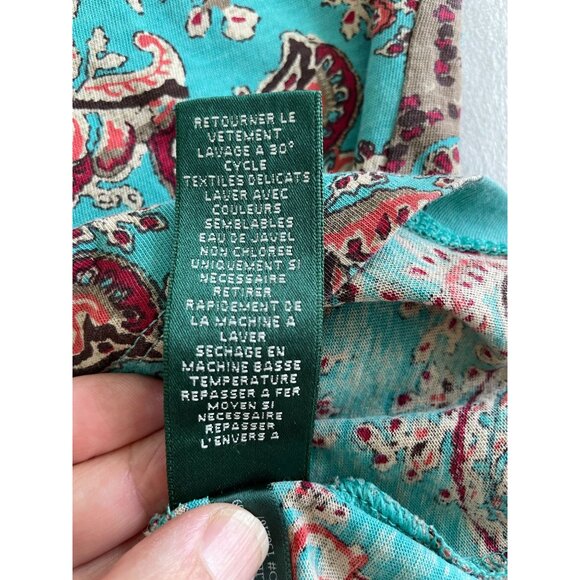 RETOURNER LE
VETEMENT
LAVAGE A 30°
CYCLE
TEXTILES DELICATS
LAVER AVEC
COULEURS
SEMBLABLES
EAU DE JAVEL
NON CHLOREE
UNIQUEMENT SI
NECESSAIRE
RETIRER
RAPIDEMENT DE
LA MACHINE A
LAVER
SECHAGE EN
MACHINE BASSE
TEMPERATURE
REPASSER A FER
MOYEN SI
NECESSAIRE
REPASSER
L'ENVERS A